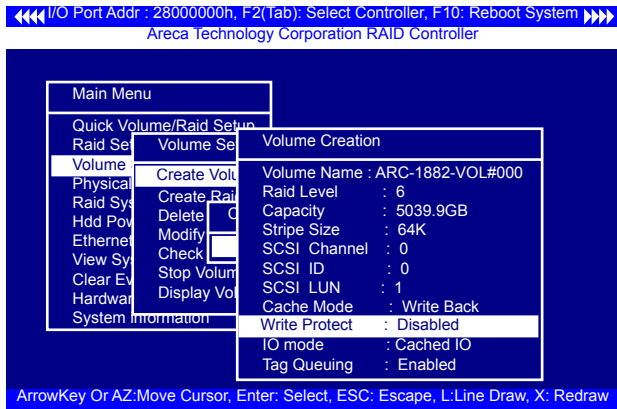 I/O Port Addr : 28000000h, F2(Tab): Select Controller, F10: Reboot System
Areca Technology Corporation RAID Controller
Main Menu
Quick Volume/Raid Setup
Raid Set
Volume
Physical
Raid Sys
Hdd Pow
Ethernet
View Sys
Clear Ev
Hardwar
System Information
Volume Se
Create Volu
Create Raid
Delete
Modify
Check
Stop Volum
Display Vol
C
Volume Creation
Volume Name : ARC-1882-VOL#000
Raid Level : 6
Capacity : 5039.9GB
Stripe Size : 64K
SCSI Channel : 0
SCSI ID : 0
SCSI LUN : 1
Cache Mode : Write Back
Write Protect : Disabled
IO mode : Cached IO
Tag Queuing : Enabled
ArrowKey Or AZ:Move Cursor, Enter: Select, ESC: Escape, L:Line Draw, X: Redraw